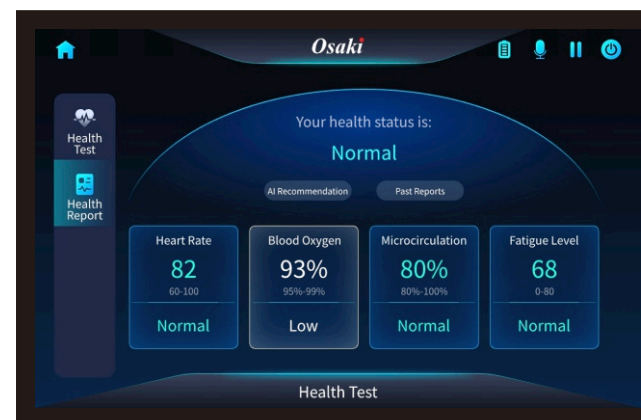 Osaki
Health
Test
Health
Report
Your health status is:
Normal
AI Recommendation
Past Reports
Heart Rate
82
60-100
Normal
Blood Oxygen
93%
95%-99%
Low
Microcirculation
80%
80%-100%
Normal
Fatigue Level
68
0-80
Normal
Health Test